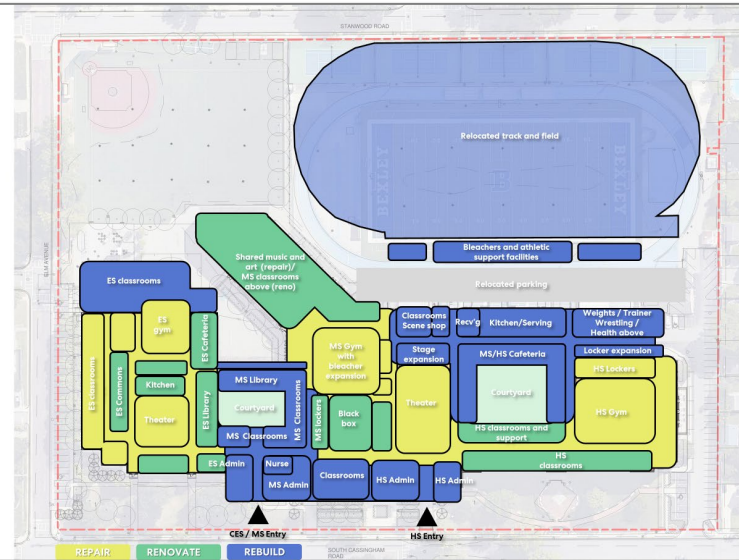 STANWOOD ROAD
Relocated track and field
BEXLEY
BEXLEY
ELM AVENUE
Bleachers and athletic
support facilities
Shared music and
art (repair)/
MS classrooms
above (reno)
Relocated parking
ES classrooms
ES
gym
ES Cafeteria
Classrooms
Scene shop
Recv'g
Kitchen/Serving
Weights / Trainer
Wrestling /
Health above
MS Gym
with
bleacher
expansion
Stage
expansion
MS/HS Cafeteria
Locker expansion
HS Lockers
ES classrooms
ES Commons
Kitchen
Theater
ES Library
MS Library
Courtyard
MS Classrooms
MS Classrooms
MS lockers
Black
box
Theater
Courtyard
HS Gym
HS classrooms and
support
ES Admin
Nurse
MS Admin
Classrooms
HS Admin
HS Admin
HS
classrooms
CES / MS Entry
HS Entry
REPAIR
RENOVATE
REBUILD
SOUTH CASSINGHAM
ROAD